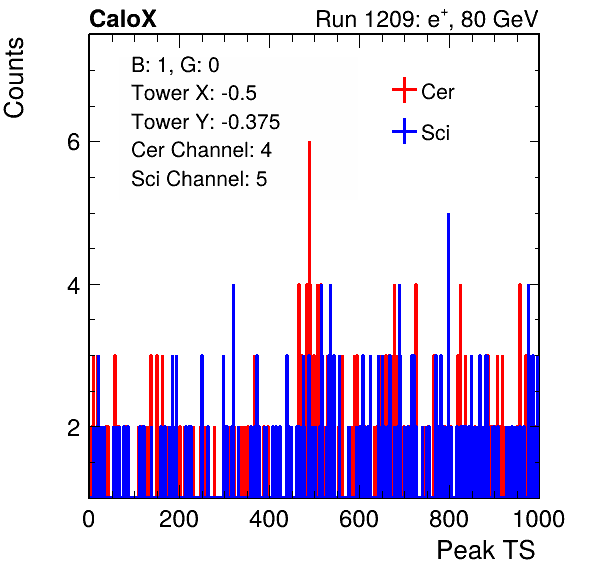 CaloX Run 1209: e+, 80 GeV
Counts
B: 1, G: 0
Tower X: -0.5
Tower Y: -0.375
Cer Channel: 4
Sci Channel: 5
Cer
Sci
6
4
2
0 200 400 600 800 1000
Peak TS